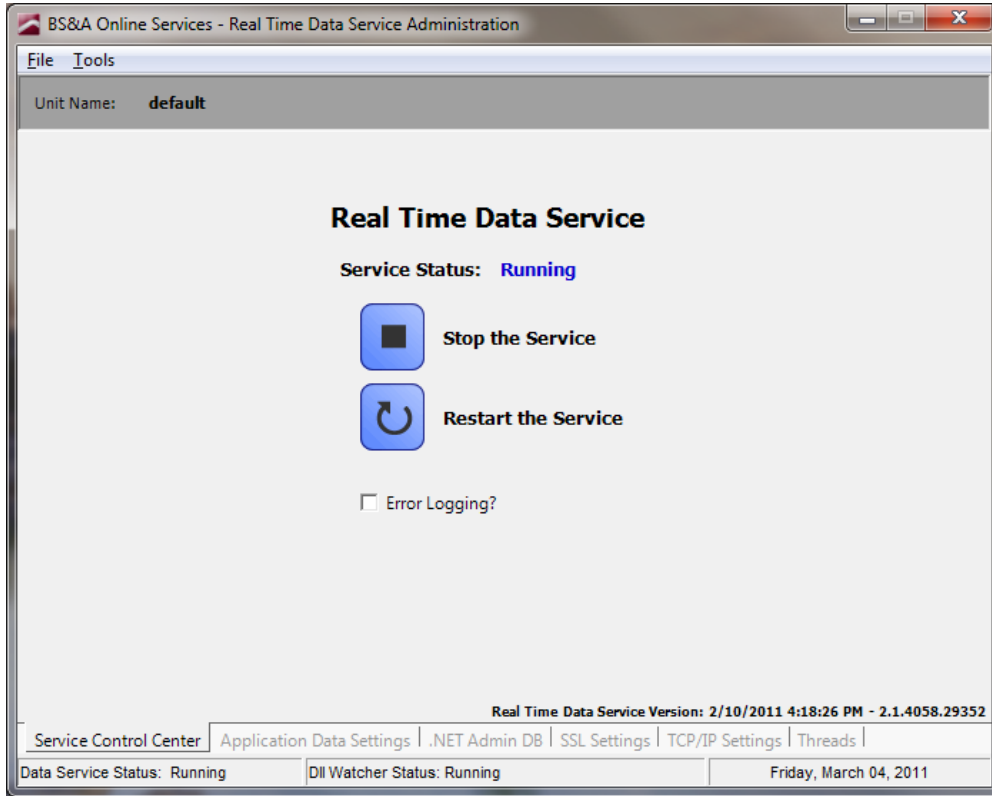 BS&A Online Services - Real Time Data Service Administration
File Tools
Unit Name: default
Real Time Data Service
Service Status: Running
Stop the Service
Restart the Service
Error Logging?
Real Time Data Service Version: 2/10/2011 4:18:26 PM - 2.1.4058.29352
Service Control Center Application Data Settings .NET Admin DB SSL Settings TCP/IP Settings Threads
Data Service Status: Running Dll Watcher Status: Running Friday, March 04, 2011